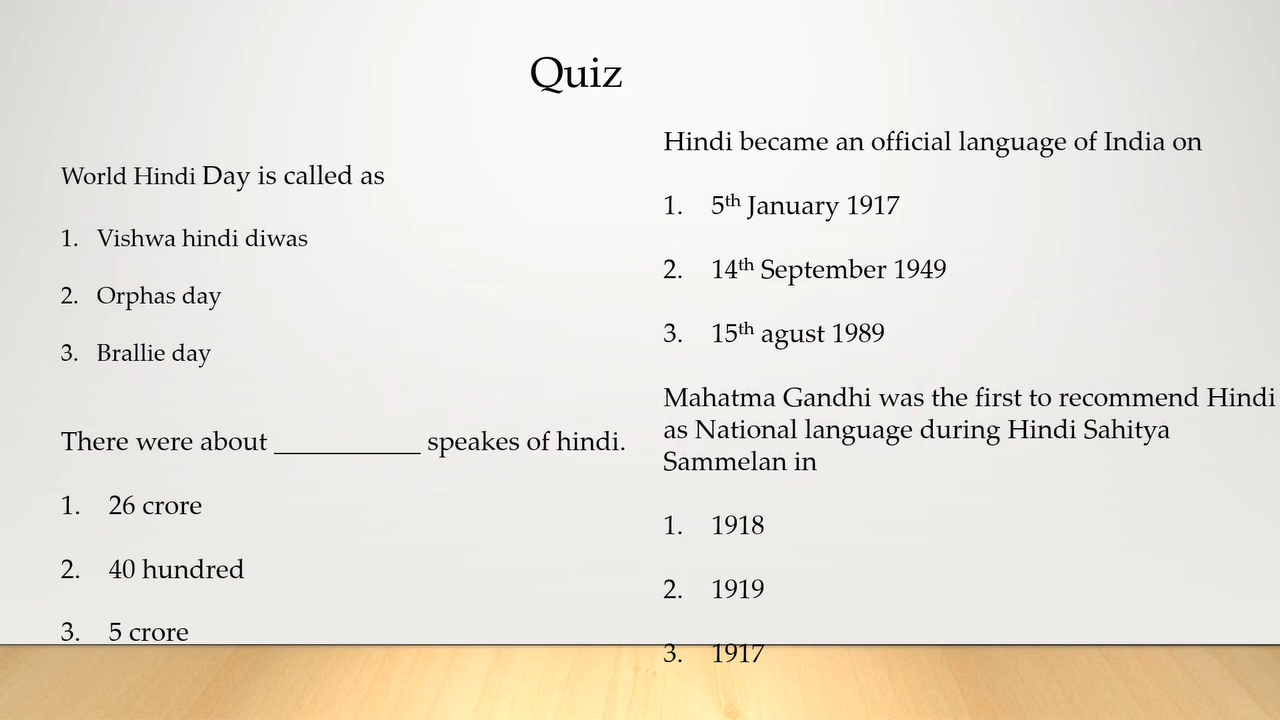 Quiz
World Hindi Day is called as
1. Vishwa hindi diwas
2. Orphas day
3. Brallie day
There were about ___________ speakes of hindi.
1. 26 crore
2. 40 hundred
3. 5 crore
Hindi became an official language of India on
1. 5th January 1917
2. 14th September 1949
3. 15th agust 1989
Mahatma Gandhi was the first to recommend Hindi
as National language during Hindi Sahitya
Sammelan in
1. 1918
2. 1919
3. 1917